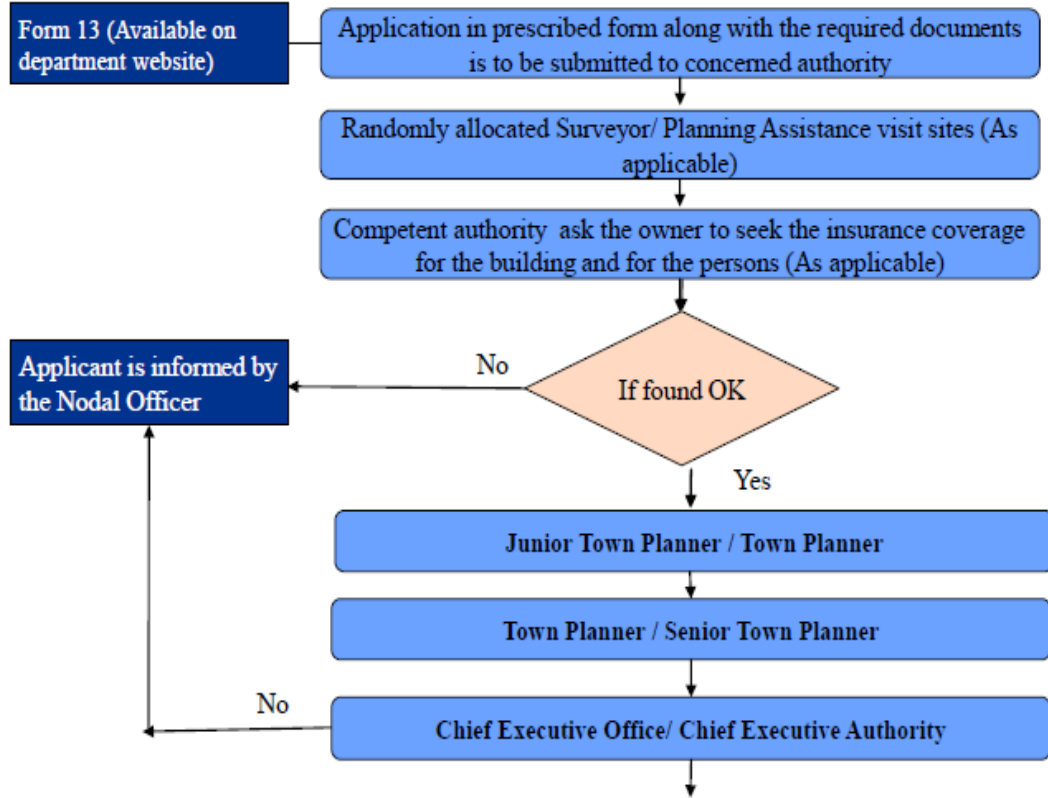 Form 13 (Available on
department website)
Application in prescribed form along with the required documents
is to be submitted to concerned authority
Randomly allocated Surveyor/ Planning Assistance visit sites (As
applicable)
Competent authority ask the owner to seek the insurance coverage
for the building and for the persons (As applicable)
If found OK
No
Applicant is informed by
the Nodal Officer
Yes
Junior Town Planner / Town Planner
Town Planner / Senior Town Planner
Chief Executive Office/ Chief Executive Authority
No